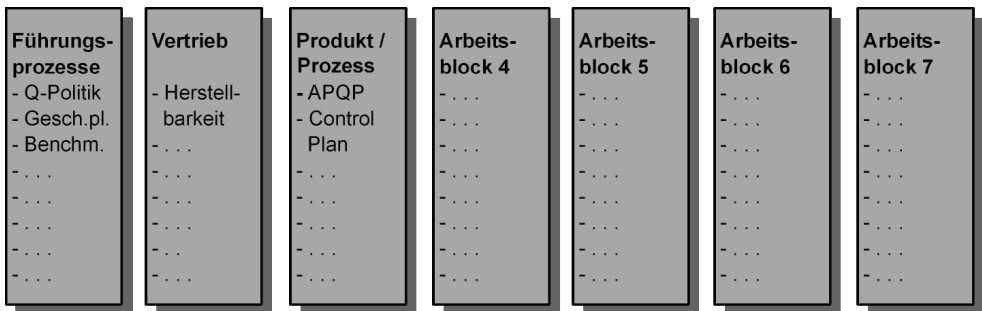 Führungs-
prozesse
- Q-Politik
- Gesch.pl.
- Benchm.
- . . .
- . . .
- . . .
- . . .
- . . .
Vertrieb
- Herstell-
barkeit
- . . .
- . . .
- . . .
- . . .
- . .
- . . .
Produkt /
Prozess
- APQP
- Control
Plan
- . . .
- . . .
- . . .
- . . .
- . . .
Arbeits-
block 4
- . . .
- . . .
- . . .
- . . .
- . . .
- . . .
- . . .
- . . .
Arbeits-
block 5
- . . .
- . . .
- . . .
- . . .
- . . .
- . . .
- . . .
- . . .
Arbeits-
block 6
- . . .
- . . .
- . . .
- . . .
- . . .
- . . .
- . . .
- . . .
Arbeits-
block 7
- . . .
- . . .
- . . .
- . . .
- . . .
- . . .
- . . .
- . . .